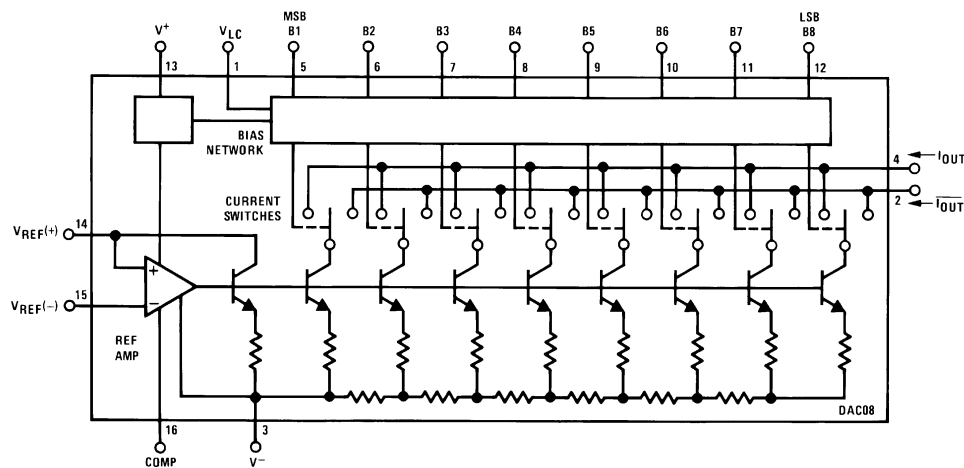 MSB LSB
V+ VLC B1 B2 B3 B4 B5 B6 B7 B8
13 1 5 6 7 8 9 10 11 12
BIAS
NETWORK
4 IOUT
CURRENT
SWITCHES
2 IOUT
14
VREF(+)
+
15
VREF(−)
−
REF
AMP
DAC08
16 3
COMP V−